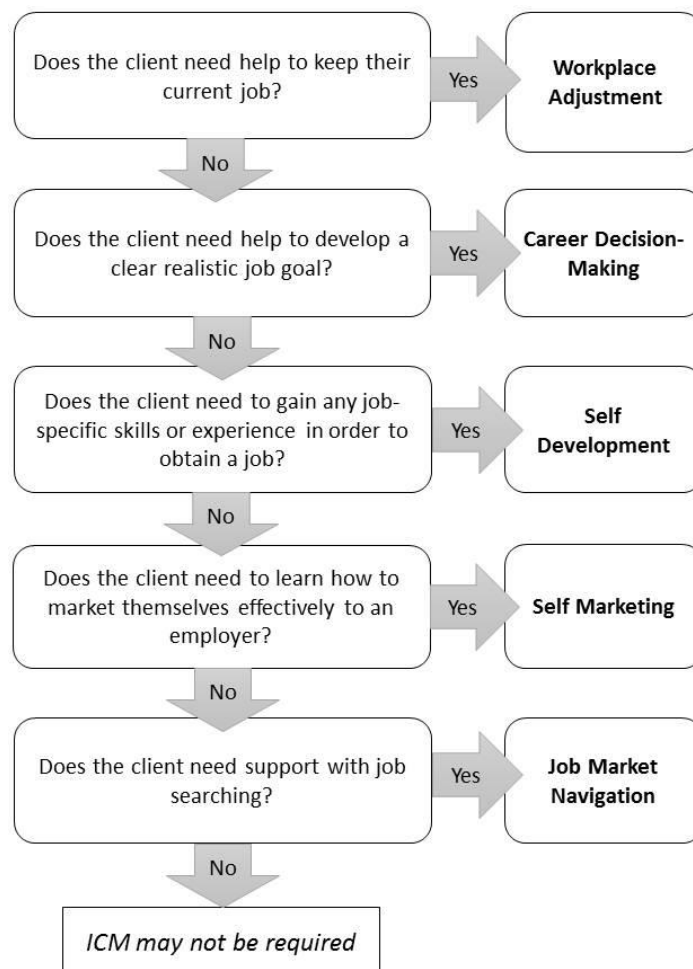 Does the client need help to keep their
current job?
Yes
Workplace
Adjustment
No
Does the client need help to develop a
clear realistic job goal?
Yes
Career Decision-
Making
No
Does the client need to gain any job-
specific skills or experience in order to
obtain a job?
Yes
Self
Development
No
Does the client need to learn how to
market themselves effectively to an
employer?
Yes
Self Marketing
No
Does the client need support with job
searching?
Yes
Job Market
Navigation
No
ICM may not be required